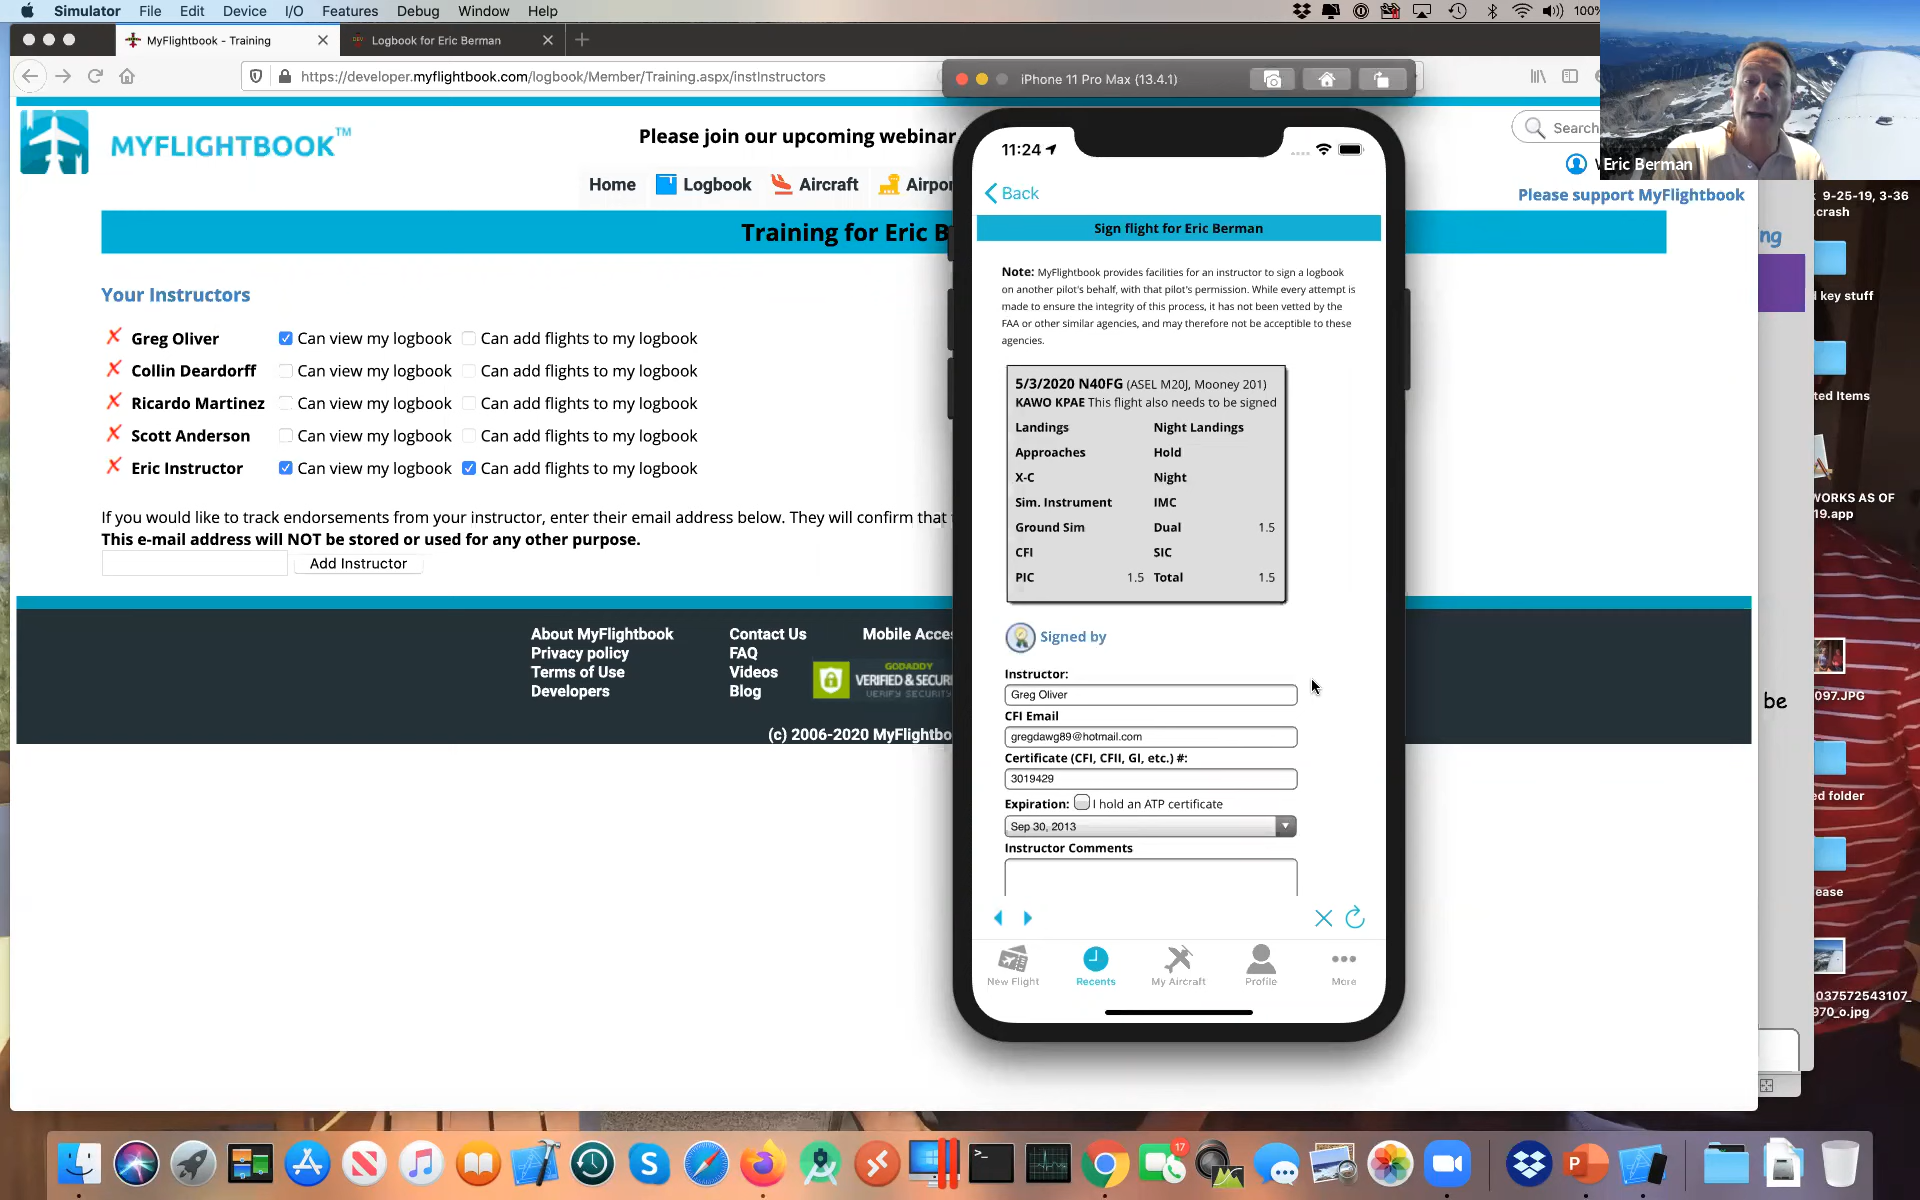 Simulator File Edit Device I/O Features Debug Window Help
100%
MyFlightbook - Training
Logbook for Eric Berman
https://developer.myflightbook.com/logbook/Member/Training.aspx/instInstructors
iPhone 11 Pro Max (13.4.1)
MYFLIGHTBOOK™
Please join our upcoming webinar
Search
Eric Berman
Home Logbook Aircraft
Please support MyFlightbook
Training for Eric B
Your Instructors
Greg Oliver Can view my logbook Can add flights to my logbook
Collin Deardorff Can view my logbook Can add flights to my logbook
Ricardo Martinez Can view my logbook Can add flights to my logbook
Scott Anderson Can view my logbook Can add flights to my logbook
Eric Instructor Can view my logbook Can add flights to my logbook
If you would like to track endorsements from your instructor, enter their email address below. They will confirm that
This e-mail address will NOT be stored or used for any other purpose.
Add Instructor
About MyFlightbook
Privacy policy
Terms of Use
Developers
Contact Us
FAQ
Videos
Blog
Mobile Acce
GODADDY
VERIFIED & SECUR
VERIFY SECURITY
(c) 2006-2020 MyFlightbo
11:24
Back
Sign flight for Eric Berman
Note: MyFlightbook provides facilities for an instructor to sign a logbook
on another pilot's behalf, with that pilot's permission. While every attempt is
made to ensure the integrity of this process, it has not been vetted by the
FAA or other similar agencies, and may therefore not be acceptible to these
agencies.
5/3/2020 N40FG (ASEL M20J, Mooney 201)
KAWO KPAE This flight also needs to be signed
Landings Night Landings
Approaches Hold
X-C Night
Sim. Instrument IMC
Ground Sim Dual 1.5
CFI SIC
PIC 1.5 Total 1.5
Signed by
Instructor:
Greg Oliver
CFI Email
gregdawg89@hotmail.com
Certificate (CFI, CFII, GI, etc.) #:
3019429
Expiration: I hold an ATP certificate
Sep 30, 2013
Instructor Comments
New Flight Recents My Aircraft Profile More
9-25-19, 3-36
.crash
ng
key stuff
ted Items
WORKS AS OF
19.app
097.JPG
be
ed folder
ease
037572543107_
970_o.jpg
17